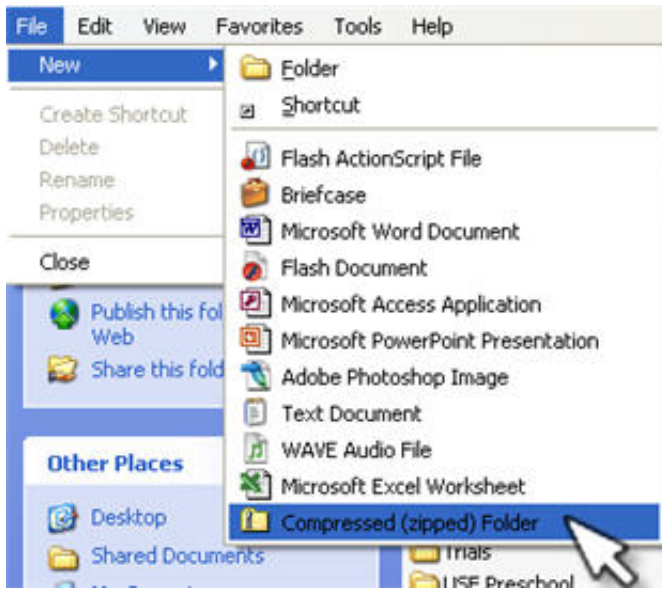 File Edit View Favorites Tools Help
New
Create Shortcut
Delete
Rename
Properties
Close
Folder
Shortcut
Flash ActionScript File
Briefcase
Microsoft Word Document
Flash Document
Microsoft Access Application
Microsoft PowerPoint Presentation
Adobe Photoshop Image
Text Document
WAVE Audio File
Microsoft Excel Worksheet
Compressed (zipped) Folder
Publish this fol
Web
Share this fold
Other Places
Desktop
Shared Documents
Trials
USE Preschool